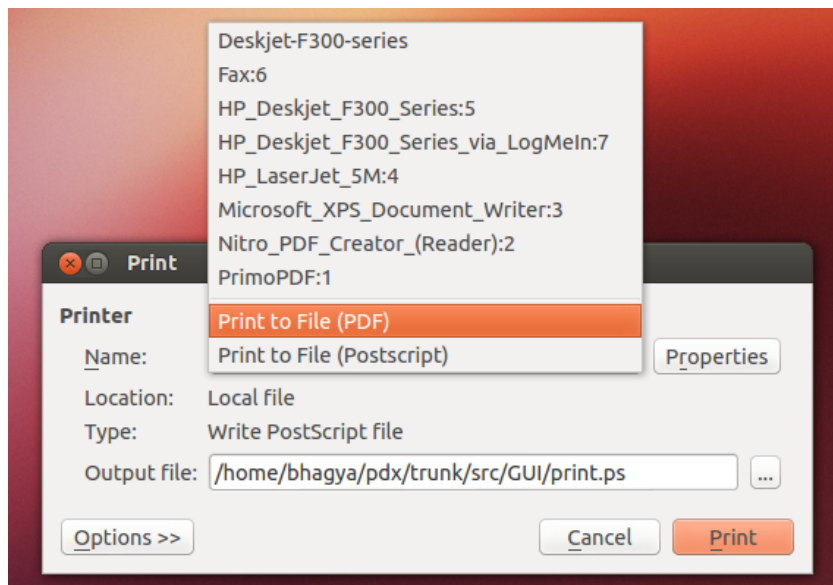 Deskjet-F300-series
Fax:6
HP_Deskjet_F300_Series:5
HP_Deskjet_F300_Series_via_LogMeIn:7
HP_LaserJet_5M:4
Microsoft_XPS_Document_Writer:3
Nitro_PDF_Creator_(Reader):2
PrimoPDF:1
Print to File (PDF)
Print to File (Postscript)
Print
Printer
Name:
Properties
Location: Local file
Type: Write PostScript file
Output file: /home/bhagya/pdx/trunk/src/GUI/print.ps ...
Options >> Cancel Print